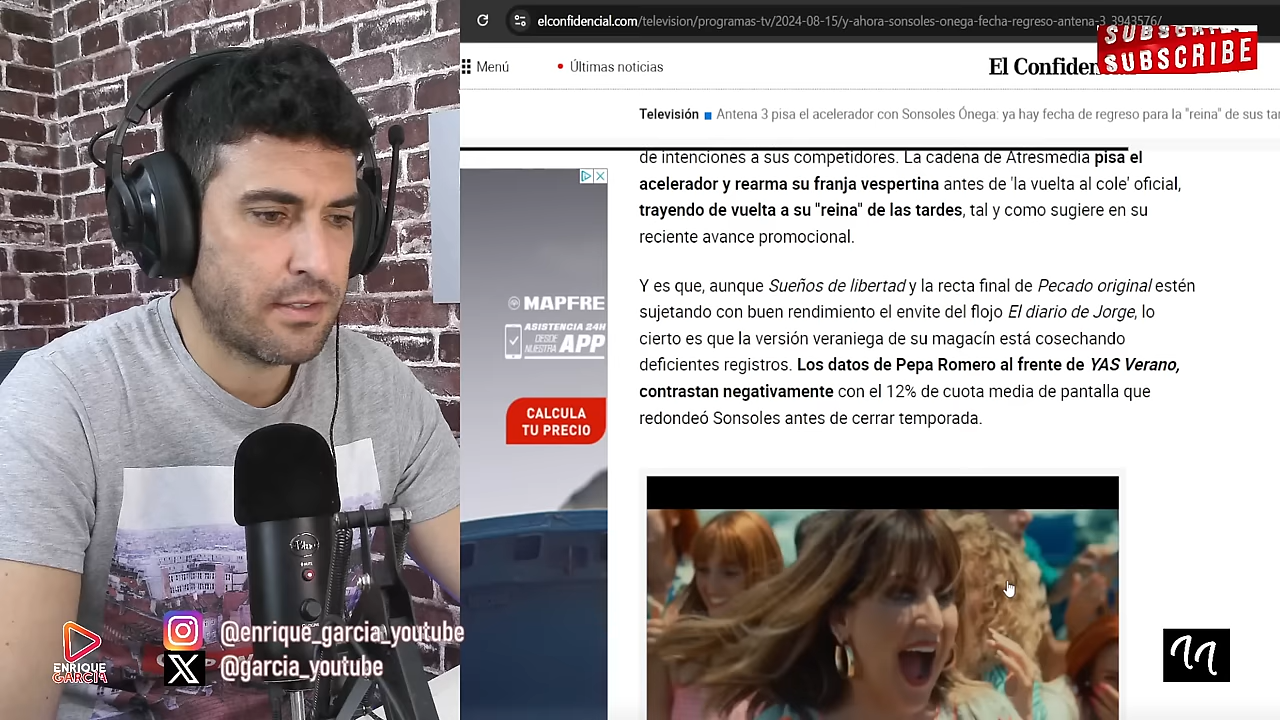 elconfidencial.com/television/programas-tv/2024-08-15/y-ahora-sonsoles-onega-fecha-regreso-antena-3_3943576/
SUBSCRIBE
SUBSCRIBE
Menú
Últimas noticias
El Confiden
Televisión
Antena 3 pisa el acelerador con Sonsoles Ónega: ya hay fecha de regreso para la "reina" de sus tar
de intenciones a sus competidores. La cadena de Atresmedia pisa el
acelerador y rearma su franja vespertina antes de 'la vuelta al cole' oficial,
trayendo de vuelta a su "reina" de las tardes, tal y como sugiere en su
reciente avance promocional.
Y es que, aunque Sueños de libertad y la recta final de Pecado original estén
sujetando con buen rendimiento el envite del flojo El diario de Jorge, lo
cierto es que la versión veraniega de su magacín está cosechando
deficientes registros. Los datos de Pepa Romero al frente de YAS Verano,
contrastan negativamente con el 12% de cuota media de pantalla que
redondeó Sonsoles antes de cerrar temporada.
MAPFRE
ASISTENCIA 24H
DESDE NUESTRA APP
CALCULA
TU PRECIO
@enrique_garcia_youtube
@garcia_youtube
ENRIQUE
GARCIA